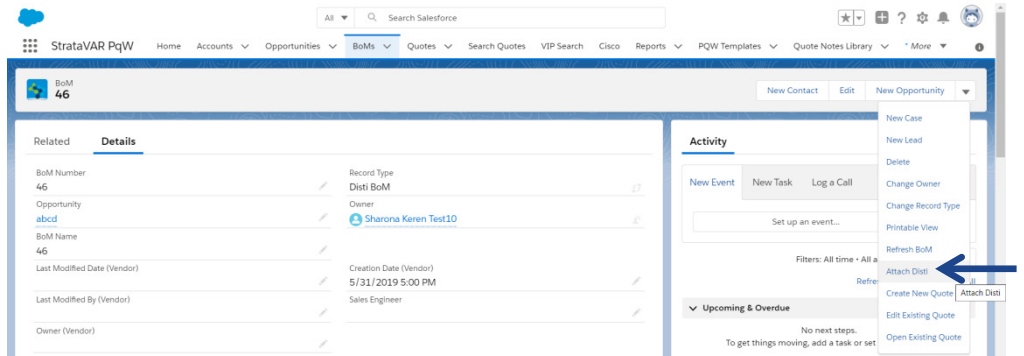 All Search Salesforce
StrataVAR PqW Home Accounts Opportunities BoMs Quotes Search Quotes VIP Search Cisco Reports PQW Templates Quote Notes Library * More
BoM
46
New Contact Edit New Opportunity
New Case
New Lead
Delete
Change Owner
Change Record Type
Printable View
Refresh BoM
Attach Disti
Create New Quote
Edit Existing Quote
Open Existing Quote
Attach Disti
Related Details
BoM Number
46
Record Type
Disti BoM
Opportunity
abcd
Owner
Sharona Keren Test10
BoM Name
46
Last Modified Date (Vendor)
Creation Date (Vendor)
5/31/2019 5:00 PM
Last Modified By (Vendor)
Sales Engineer
Owner (Vendor)
Activity
New Event New Task Log a Call
Set up an event...
Filters: All time •
Upcoming & Overdue
No next steps.
To get things moving, add a task or set